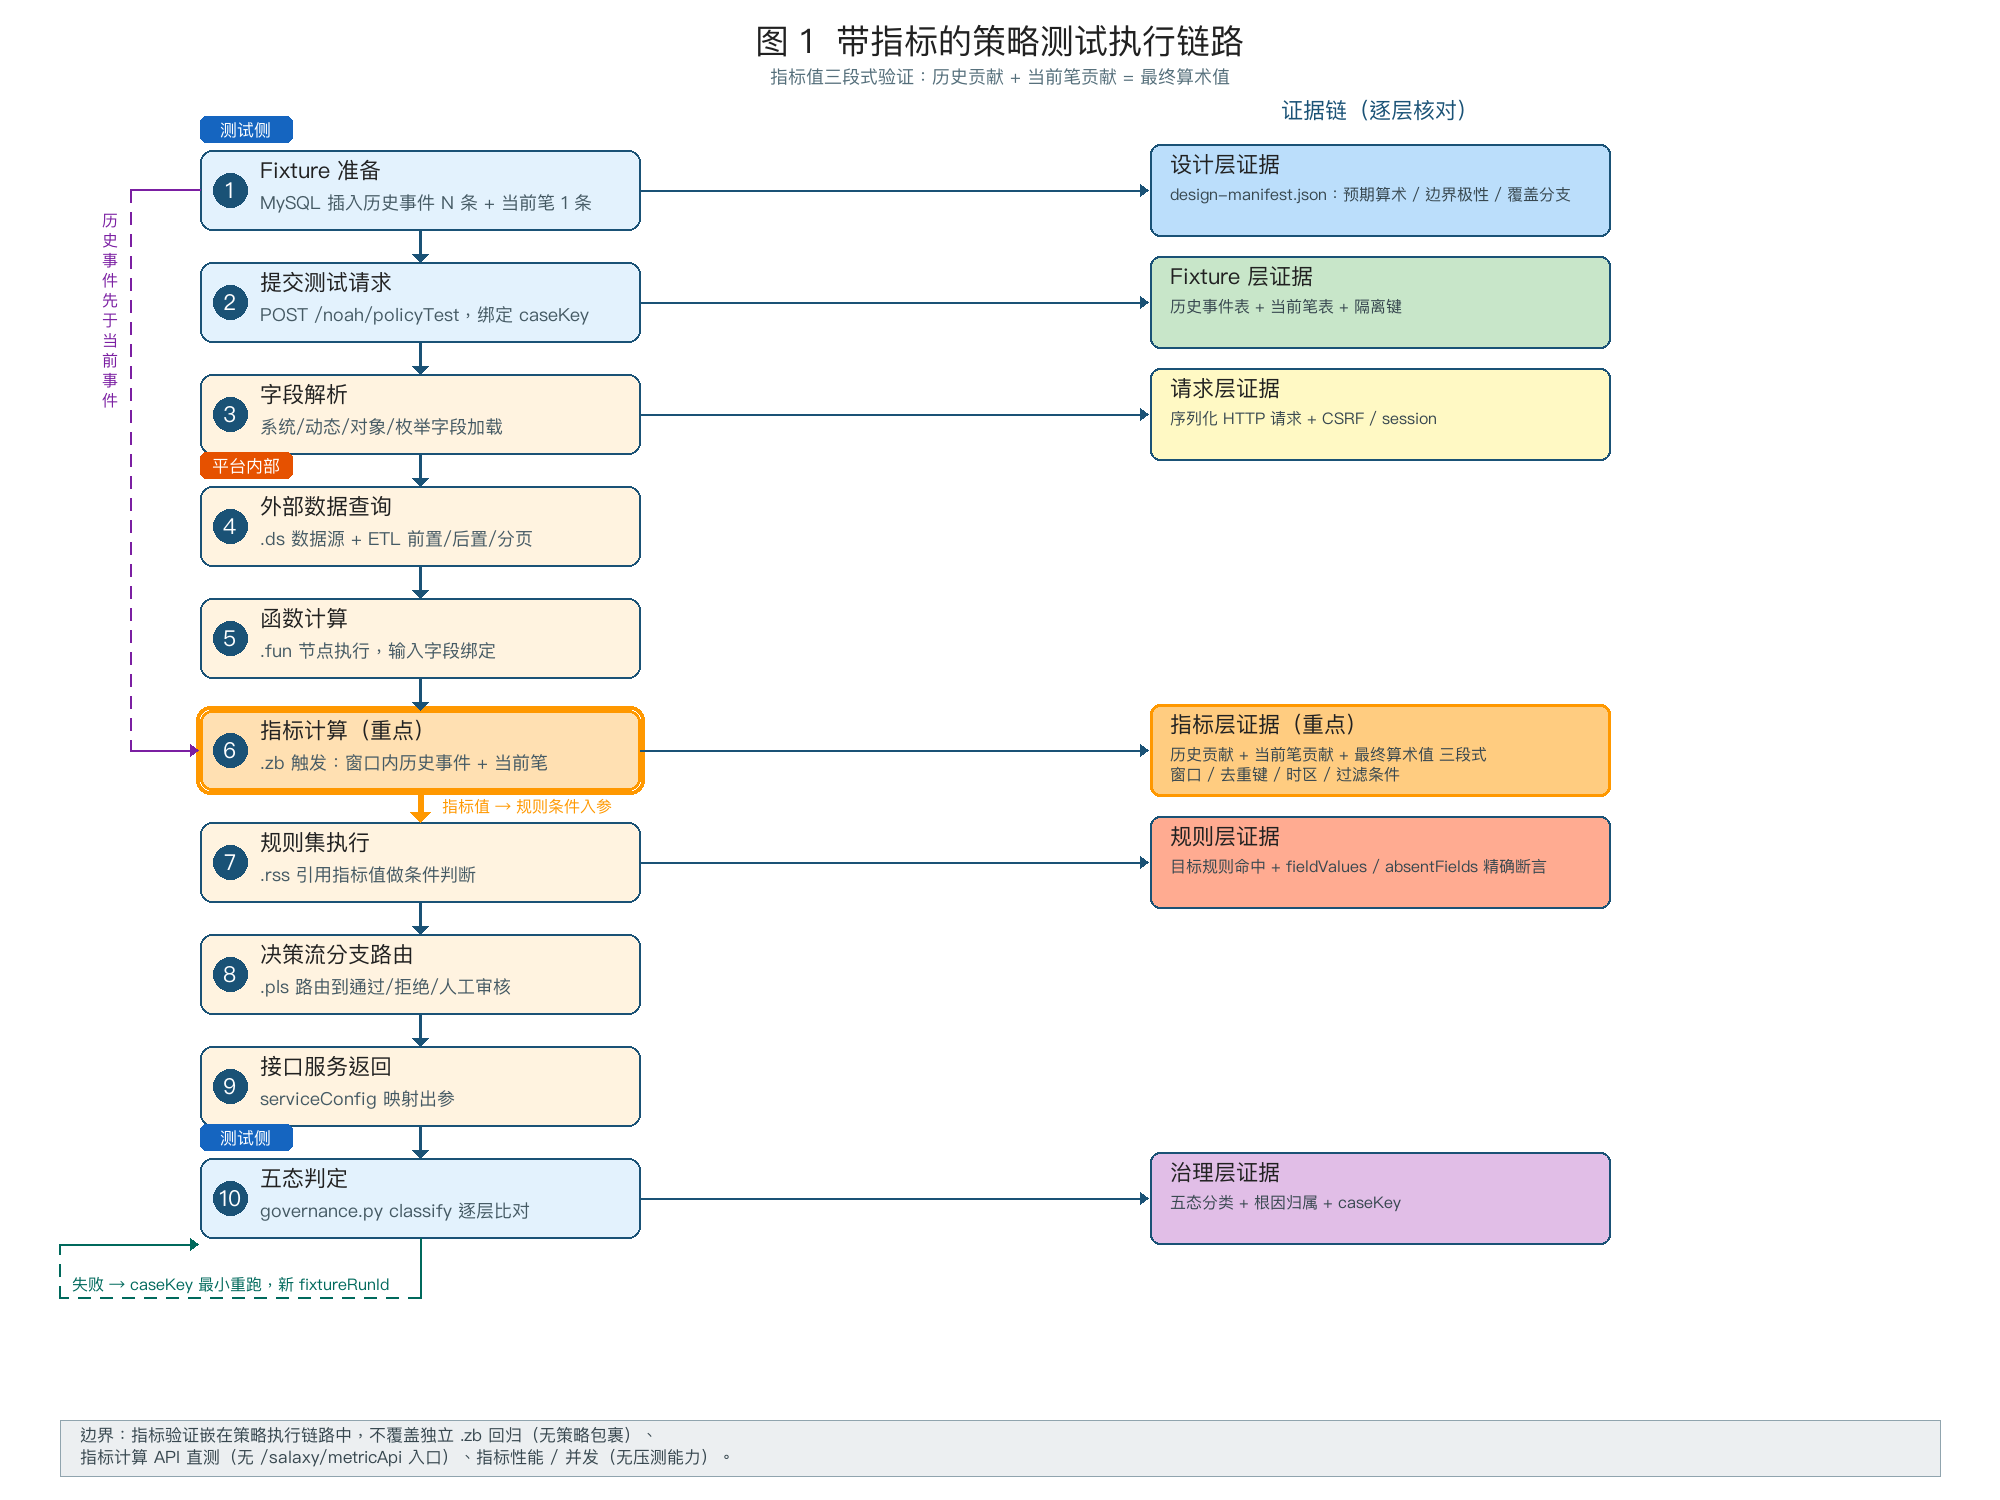 图 1 带指标的策略测试执行链路
指标值三段式验证：历史贡献 + 当前笔贡献 = 最终算术值
证据链（逐层核对）
测试侧
1
Fixture 准备
MySQL 插入历史事件 N 条 + 当前笔 1 条
设计层证据
design-manifest.json：预期算术 / 边界极性 / 覆盖分支
历史事件先于当前事件
2
提交测试请求
POST /noah/policyTest，绑定 caseKey
Fixture 层证据
历史事件表 + 当前笔表 + 隔离键
3
字段解析
系统/动态/对象/枚举字段加载
请求层证据
序列化 HTTP 请求 + CSRF / session
平台内部
4
外部数据查询
.ds 数据源 + ETL 前置/后置/分页
5
函数计算
.fun 节点执行，输入字段绑定
6
指标计算（重点）
.zb 触发：窗口内历史事件 + 当前笔
指标层证据（重点）
历史贡献 + 当前笔贡献 + 最终算术值 三段式
窗口 / 去重键 / 时区 / 过滤条件
指标值 → 规则条件入参
7
规则集执行
.rss 引用指标值做条件判断
规则层证据
目标规则命中 + fieldValues / absentFields 精确断言
8
决策流分支路由
.pls 路由到通过/拒绝/人工审核
9
接口服务返回
serviceConfig 映射出参
测试侧
10
五态判定
governance.py classify 逐层比对
治理层证据
五态分类 + 根因归属 + caseKey
失败 → caseKey 最小重跑，新 fixtureRunId
边界：指标验证嵌在策略执行链路中，不覆盖独立 .zb 回归（无策略包裹）、
指标计算 API 直测（无 /salaxy/metricApi 入口）、指标性能 / 并发（无压测能力）。